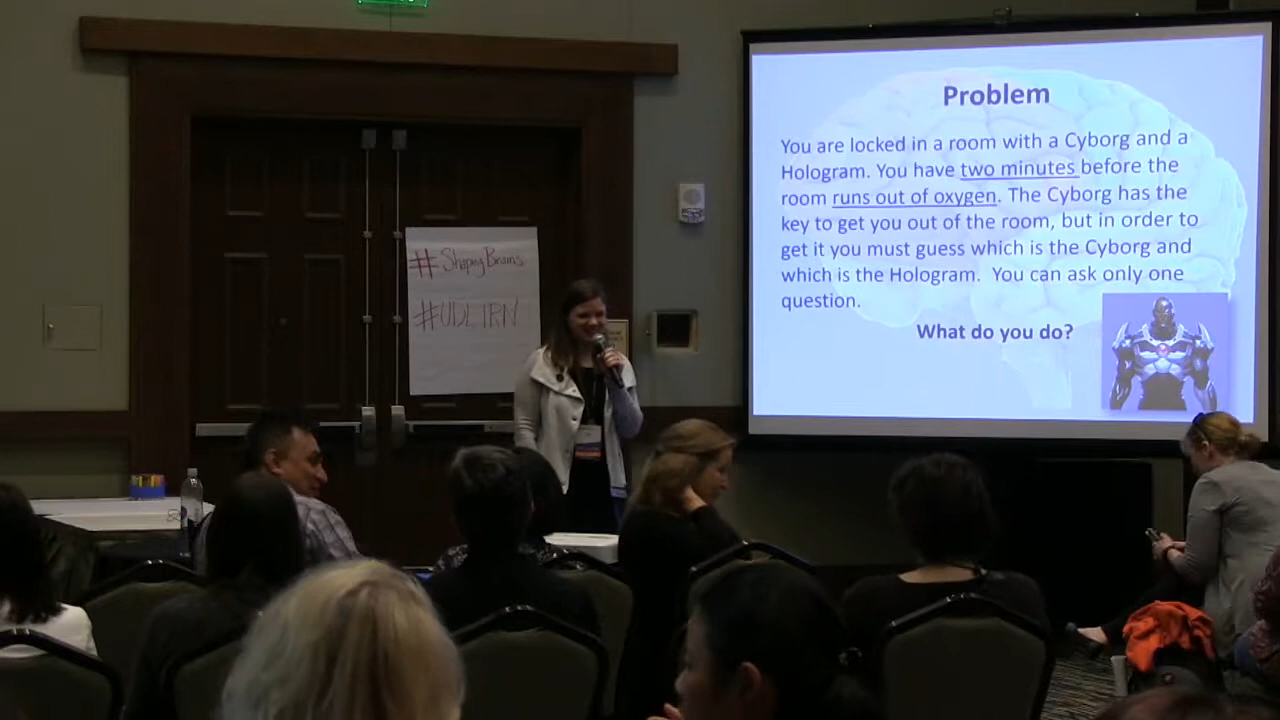 #ShapingBrains
#UDLIRN
Problem
You are locked in a room with a Cyborg and a
Hologram. You have two minutes before the
room runs out of oxygen. The Cyborg has the
key to get you out of the room, but in order to
get it you must guess which is the Cyborg and
which is the Hologram. You can ask only one
question.
What do you do?